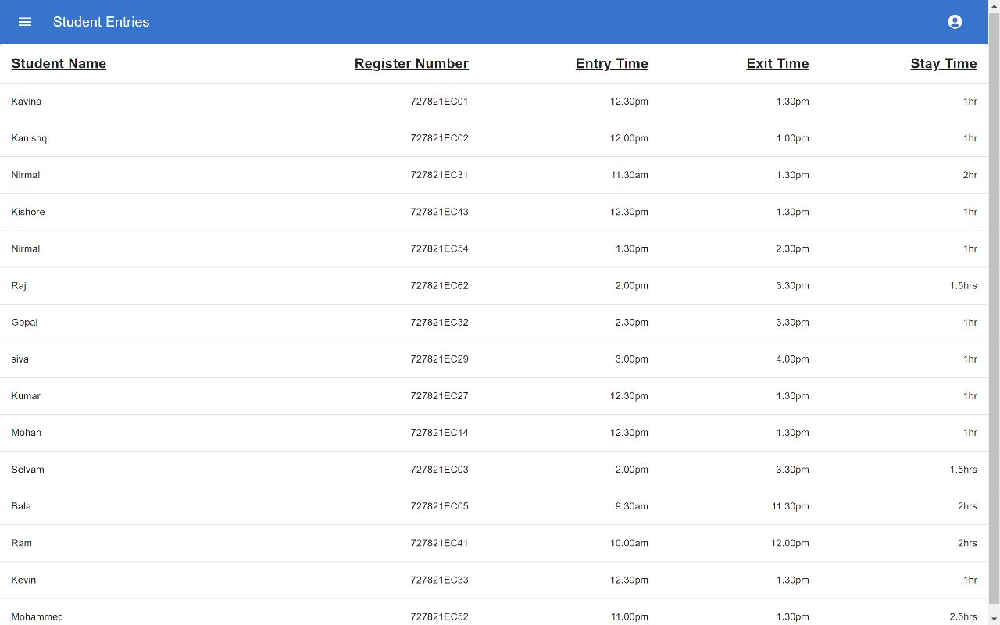 Student Entries
Student Name Register Number Entry Time Exit Time Stay Time
Kavina 727821EC01 12.30pm 1.30pm 1hr
Kanishq 727821EC02 12.00pm 1.00pm 1hr
Nirmal 727821EC31 11.30am 1.30pm 2hr
Kishore 727821EC43 12.30pm 1.30pm 1hr
Nirmal 727821EC54 1.30pm 2.30pm 1hr
Raj 727821EC62 2.00pm 3.30pm 1.5hrs
Gopal 727821EC32 2.30pm 3.30pm 1hr
siva 727821EC29 3.00pm 4.00pm 1hr
Kumar 727821EC27 12.30pm 1.30pm 1hr
Mohan 727821EC14 12.30pm 1.30pm 1hr
Selvam 727821EC03 2.00pm 3.30pm 1.5hrs
Bala 727821EC05 9.30am 11.30pm 2hrs
Ram 727821EC41 10.00am 12.00pm 2hrs
Kevin 727821EC33 12.30pm 1.30pm 1hr
Mohammed 727821EC52 11.00pm 1.30pm 2.5hrs